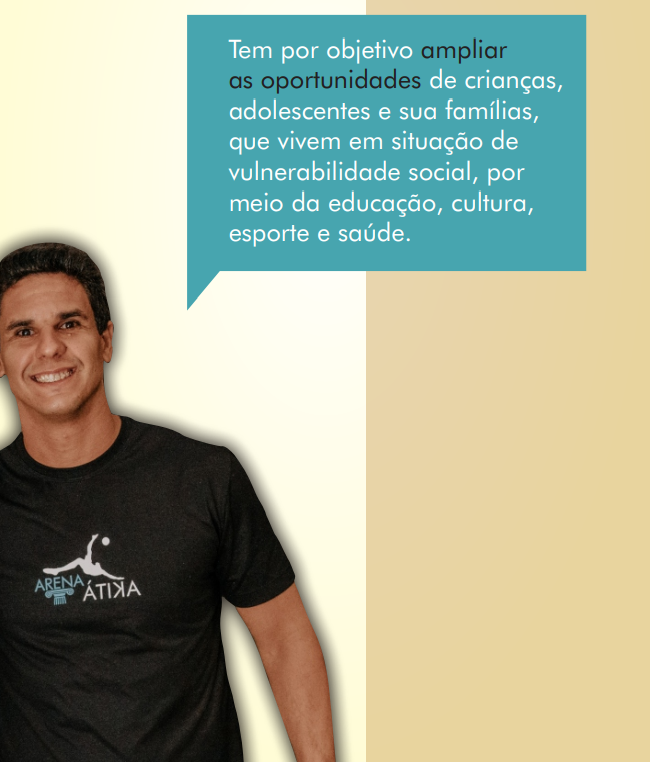 Tem por objetivo ampliar
as oportunidades de crianças,
adolescentes e sua famílias,
que vivem em situação de
vulnerabilidade social, por
meio da educação, cultura,
esporte e saúde.
ARENA
ÁTIKA